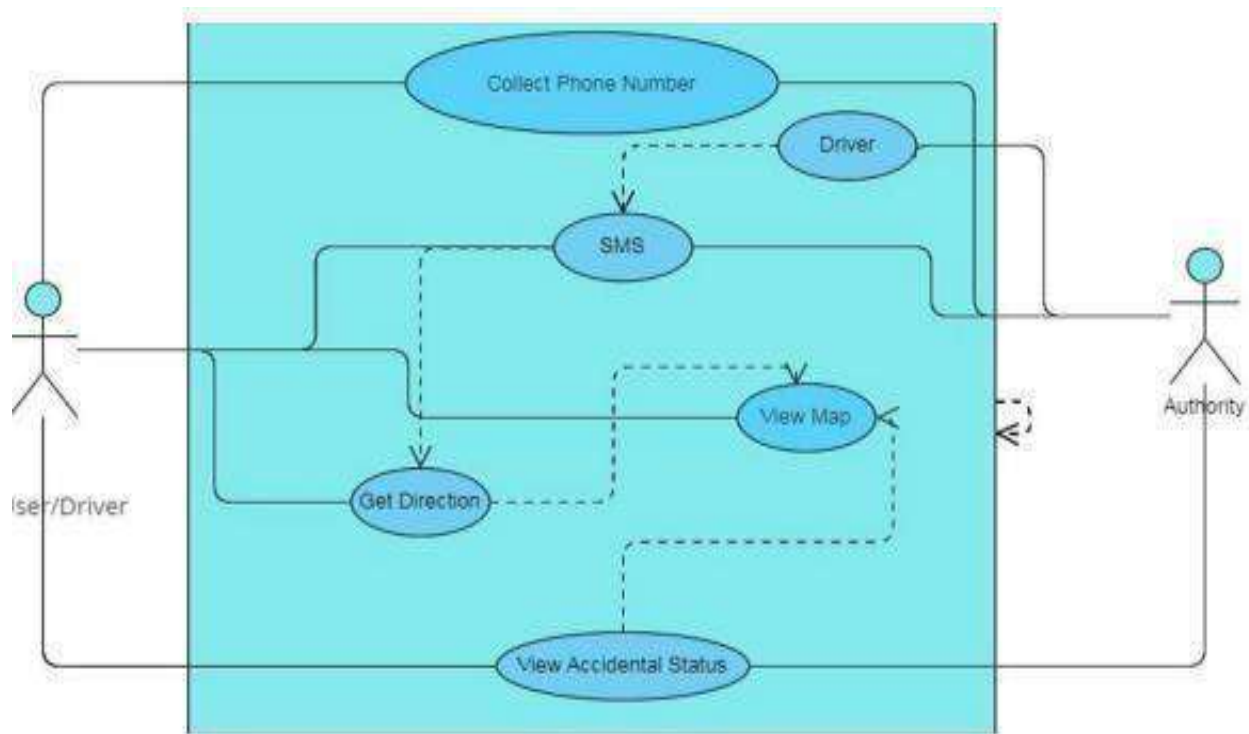 Collect Phone Number
Driver
SMS
View Map
Authority
Get Direction
ser/Driver
View Accidental Status